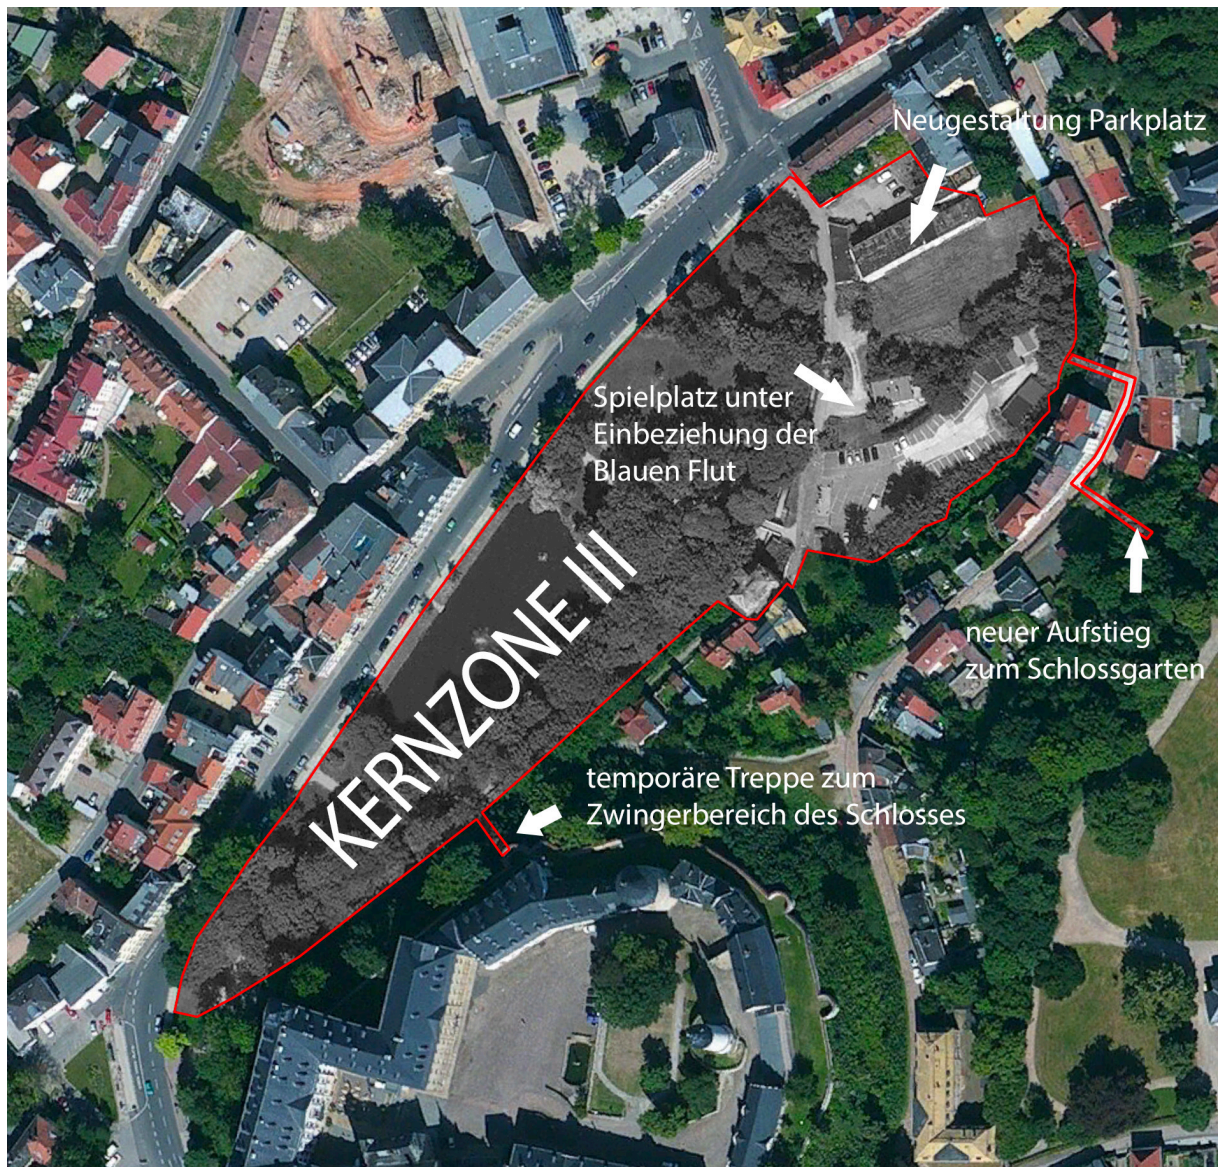 Neugestaltung Parkplatz
Spielplatz unter
Einbeziehung der
Blauen Flut
KERNZONE III
neuer Aufstieg
zum Schlossgarten
temporäre Treppe zum
Zwingerbereich des Schlosses